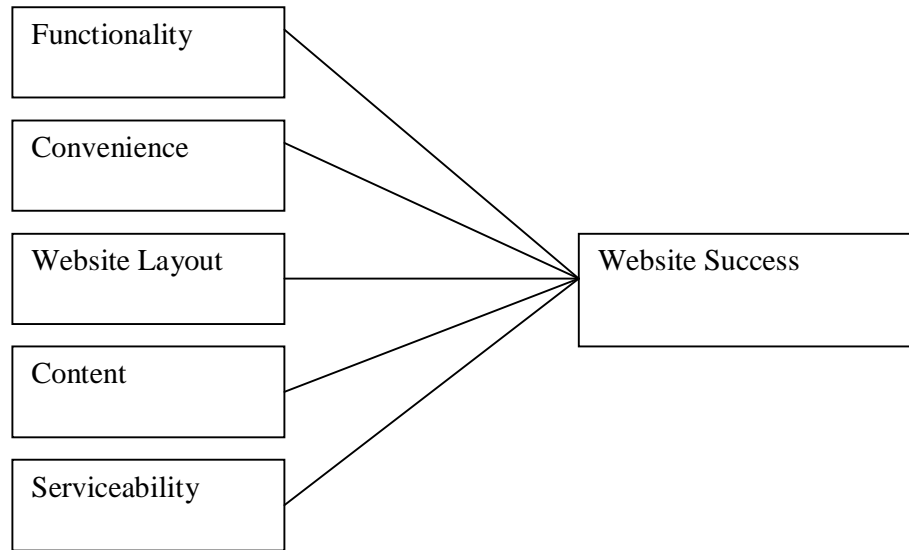 Functionality
Convenience
Website Layout
Website Success
Content
Serviceability